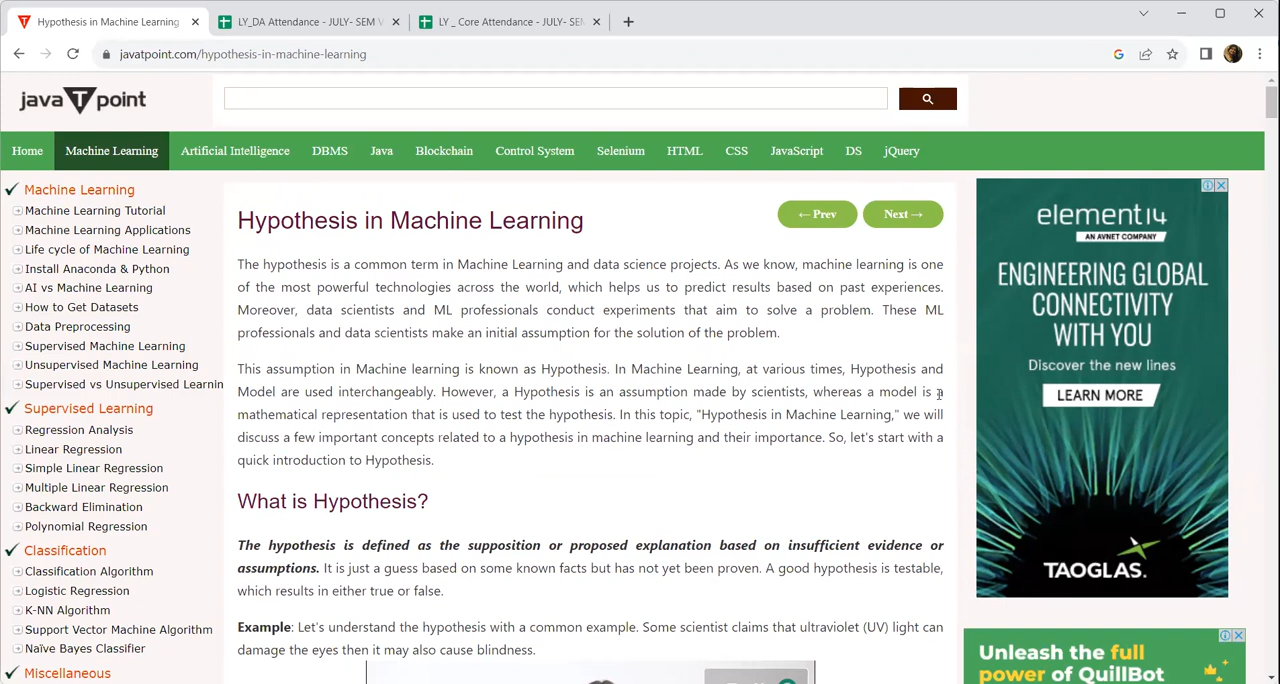 Hypothesis in Machine Learning
LY_DA Attendance - JULY- SEM V
LY _ Core Attendance - JULY- SEM
javatpoint.com/hypothesis-in-machine-learning
java T point
Home Machine Learning Artificial Intelligence DBMS Java Blockchain Control System Selenium HTML CSS JavaScript DS jQuery
Machine Learning
Machine Learning Tutorial
Machine Learning Applications
Life cycle of Machine Learning
Install Anaconda & Python
AI vs Machine Learning
How to Get Datasets
Data Preprocessing
Supervised Machine Learning
Unsupervised Machine Learning
Supervised vs Unsupervised Learnin
Supervised Learning
Regression Analysis
Linear Regression
Simple Linear Regression
Multiple Linear Regression
Backward Elimination
Polynomial Regression
Classification
Classification Algorithm
Logistic Regression
K-NN Algorithm
Support Vector Machine Algorithm
Naïve Bayes Classifier
Miscellaneous
Hypothesis in Machine Learning
← Prev
Next →
The hypothesis is a common term in Machine Learning and data science projects. As we know, machine learning is one
of the most powerful technologies across the world, which helps us to predict results based on past experiences.
Moreover, data scientists and ML professionals conduct experiments that aim to solve a problem. These ML
professionals and data scientists make an initial assumption for the solution of the problem.
This assumption in Machine learning is known as Hypothesis. In Machine Learning, at various times, Hypothesis and
Model are used interchangeably. However, a Hypothesis is an assumption made by scientists, whereas a model is a
mathematical representation that is used to test the hypothesis. In this topic, "Hypothesis in Machine Learning," we will
discuss a few important concepts related to a hypothesis in machine learning and their importance. So, let's start with a
quick introduction to Hypothesis.
What is Hypothesis?
The hypothesis is defined as the supposition or proposed explanation based on insufficient evidence or
assumptions. It is just a guess based on some known facts but has not yet been proven. A good hypothesis is testable,
which results in either true or false.
Example: Let's understand the hypothesis with a common example. Some scientist claims that ultraviolet (UV) light can
damage the eyes then it may also cause blindness.
element14
AN AVNET COMPANY
ENGINEERING GLOBAL
CONNECTIVITY
WITH YOU
Discover the new lines
LEARN MORE
TAOGLAS.
Unleash the full
power of QuillBot